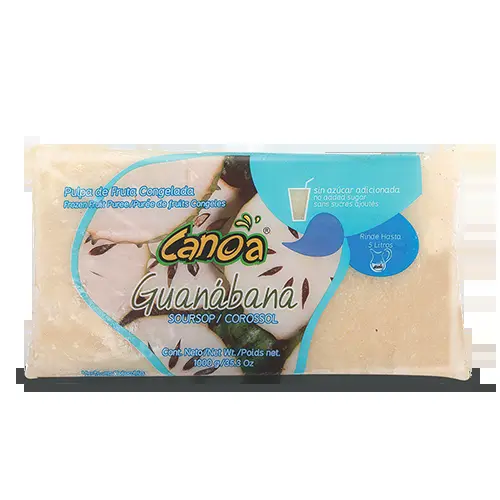 Pulpa de Fruta Congelada
Frozen Fruit Puree/Purée de fruits Congeles
sin azúcar adicionada
no added sugar
sans sucres ajoutés
Rinde Hasta
5 Litros
Canoa®
Guanábana
SOURSOP / COROSSOL
Cont. Neto/Net Wt./Poids net.
1000 g/35.3 Oz